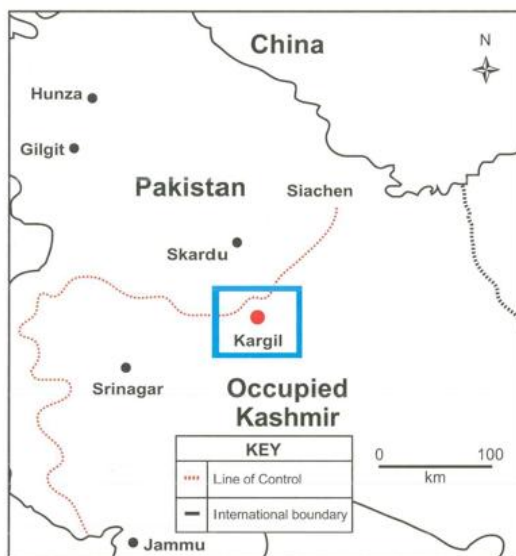 China
N
Hunza
Gilgit
Pakistan
Siachen
Skardu
Kargil
Srinagar
Occupied
Kashmir
KEY
Line of Control
International boundary
0 100
km
Jammu